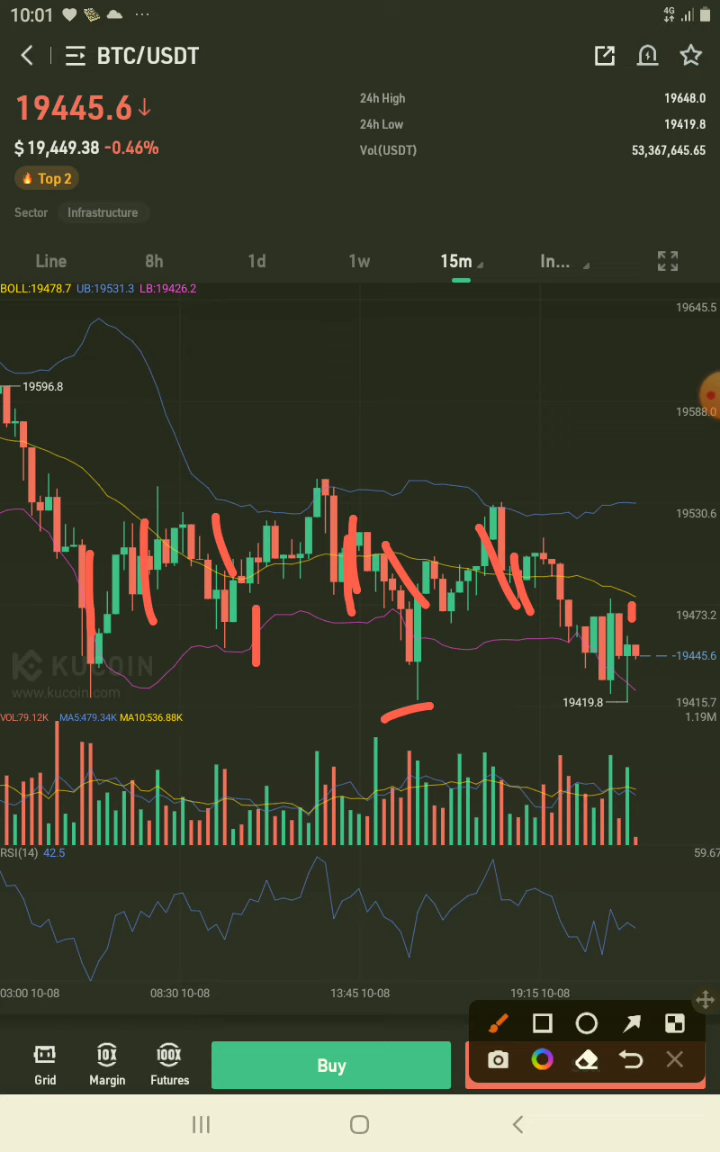 10:01 ... 4G
BTC/USDT
19445.6↓ 24h High 19648.0
24h Low 19419.8
$ 19,449.38 -0.46% Vol(USDT) 53,367,645.65
Top 2
Sector Infrastructure
Line 8h 1d 1w 15m In...
BOLL:19478.7 UB:19531.3 LB:19426.2
19645.5
19596.8
19588.0
19530.6
19473.2
19445.6
KUCOIN
www.kucoin.com
19419.8 19415.7
VOL:79.12K MA5:479.34K MA10:536.88K 1.19M
RSI(14) 42.5 59.67
03:00 10-08 08:30 10-08 13:45 10-08 19:15 10-08
10X 100X
Grid Margin Futures Buy